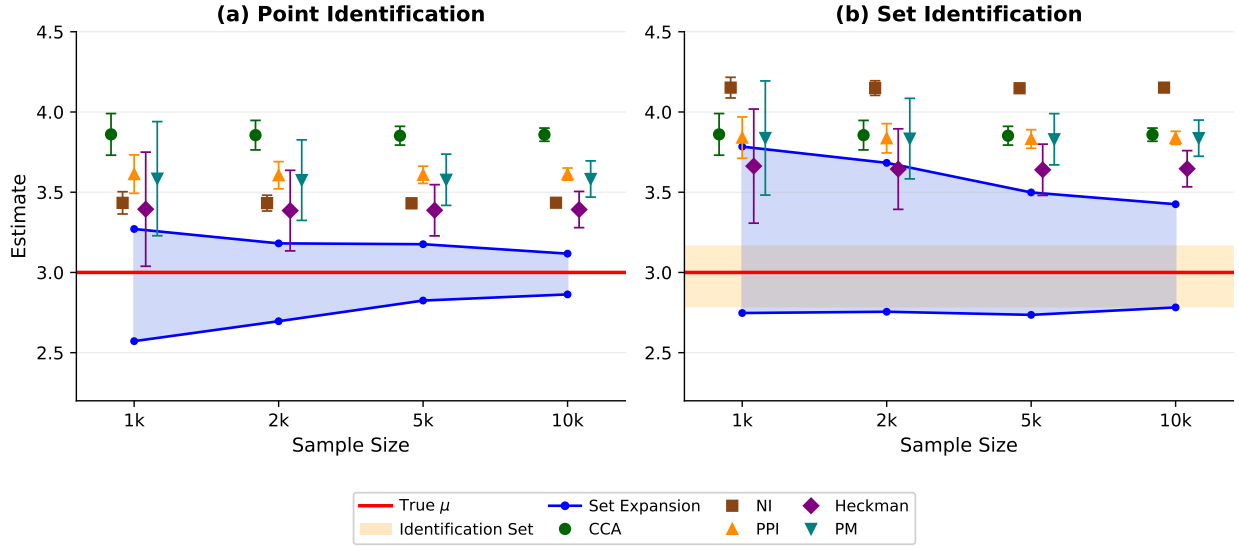 (a) Point Identification
(b) Set Identification
4.5
4.0
3.5
3.0
2.5
Estimate
1k 2k 5k 10k
Sample Size
4.5
4.0
3.5
3.0
2.5
1k 2k 5k 10k
Sample Size
True μ
Identification Set
Set Expansion
CCA
NI
PPI
Heckman
PM